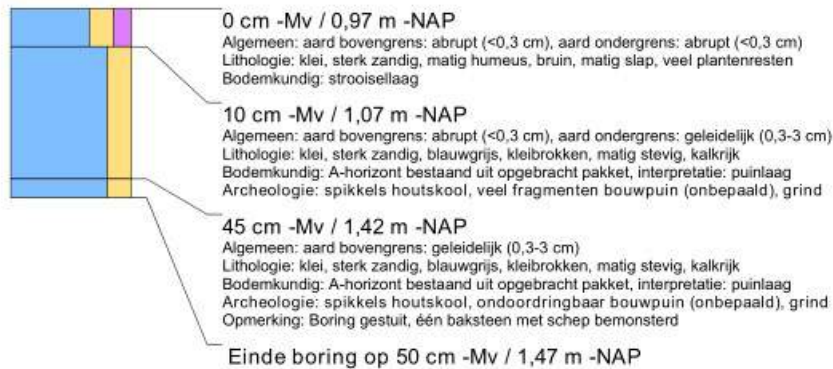 0 cm -Mv / 0,97 m -NAP
Algemeen: aard bovengrens: abrupt (<0,3 cm), aard ondergrens: abrupt (<0,3 cm)
Lithologie: klei, sterk zandig, matig humeus, bruin, matig slap, veel plantenresten
Bodemkundig: strooisellaag
10 cm -Mv / 1,07 m -NAP
Algemeen: aard bovengrens: abrupt (<0,3 cm), aard ondergrens: geleidelijk (0,3-3 cm)
Lithologie: klei, sterk zandig, blauwgrijs, kleibrokken, matig stevig, kalkrijk
Bodemkundig: A-horizont bestaand uit opgebracht pakket, interpretatie: puinlaag
Archeologie: spikkels houtskool, veel fragmenten bouwpuin (onbepaald), grind
45 cm -Mv / 1,42 m -NAP
Algemeen: aard bovengrens: geleidelijk (0,3-3 cm)
Lithologie: klei, sterk zandig, blauwgrijs, kleibrokken, matig stevig, kalkrijk
Bodemkundig: A-horizont bestaand uit opgebracht pakket, interpretatie: puinlaag
Archeologie: spikkels houtskool, ondoordringbaar bouwpuin (onbepaald), grind
Opmerking: Boring gestuit, één baksteen met schep bemonsterd
Einde boring op 50 cm -Mv / 1,47 m -NAP